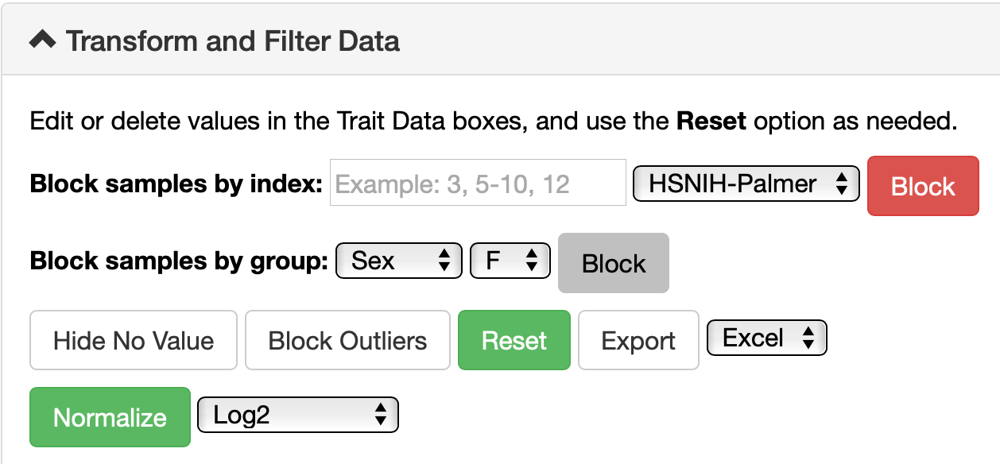 Transform and Filter Data
Edit or delete values in the Trait Data boxes, and use the Reset option as needed.
Block samples by index: Example: 3, 5-10, 12 HSNIH-Palmer Block
Block samples by group: Sex F Block
Hide No Value Block Outliers Reset Export Excel
Normalize Log2